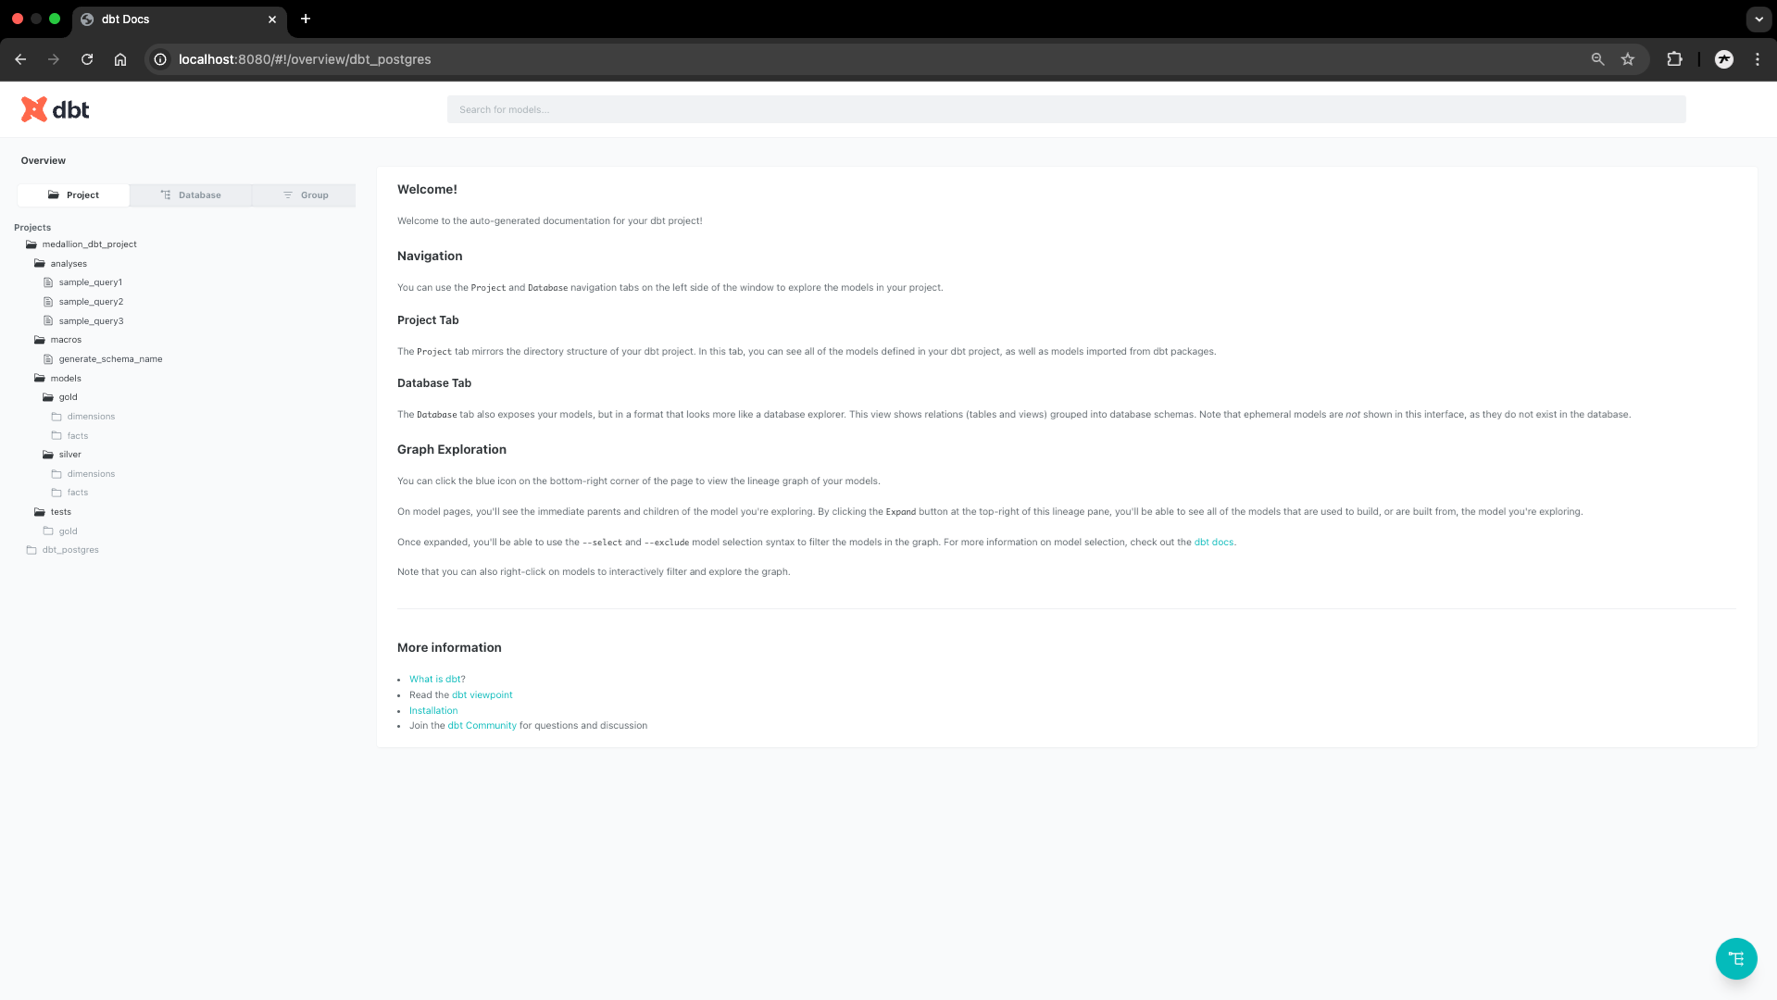 dbt Docs
localhost:8080/#!/overview/dbt_postgres
dbt
Search for models...
Overview
Project
Database
Group
Projects
medallion_dbt_project
analyses
sample_query1
sample_query2
sample_query3
macros
generate_schema_name
models
gold
dimensions
facts
silver
dimensions
facts
tests
gold
dbt_postgres
Welcome!
Welcome to the auto-generated documentation for your dbt project!
Navigation
You can use the Project and Database navigation tabs on the left side of the window to explore the models in your project.
Project Tab
The Project tab mirrors the directory structure of your dbt project. In this tab, you can see all of the models defined in your dbt project, as well as models imported from dbt packages.
Database Tab
The Database tab also exposes your models, but in a format that looks more like a database explorer. This view shows relations (tables and views) grouped into database schemas. Note that ephemeral models are not shown in this interface, as they do not exist in the database.
Graph Exploration
You can click the blue icon on the bottom-right corner of the page to view the lineage graph of your models.
On model pages, you'll see the immediate parents and children of the model you're exploring. By clicking the Expand button at the top-right of this lineage pane, you'll be able to see all of the models that are used to build, or are built from, the model you're exploring.
Once expanded, you'll be able to use the --select and --exclude model selection syntax to filter the models in the graph. For more information on model selection, check out the dbt docs.
Note that you can also right-click on models to interactively filter and explore the graph.
More information
• What is dbt?
• Read the dbt viewpoint
• Installation
• Join the dbt Community for questions and discussion